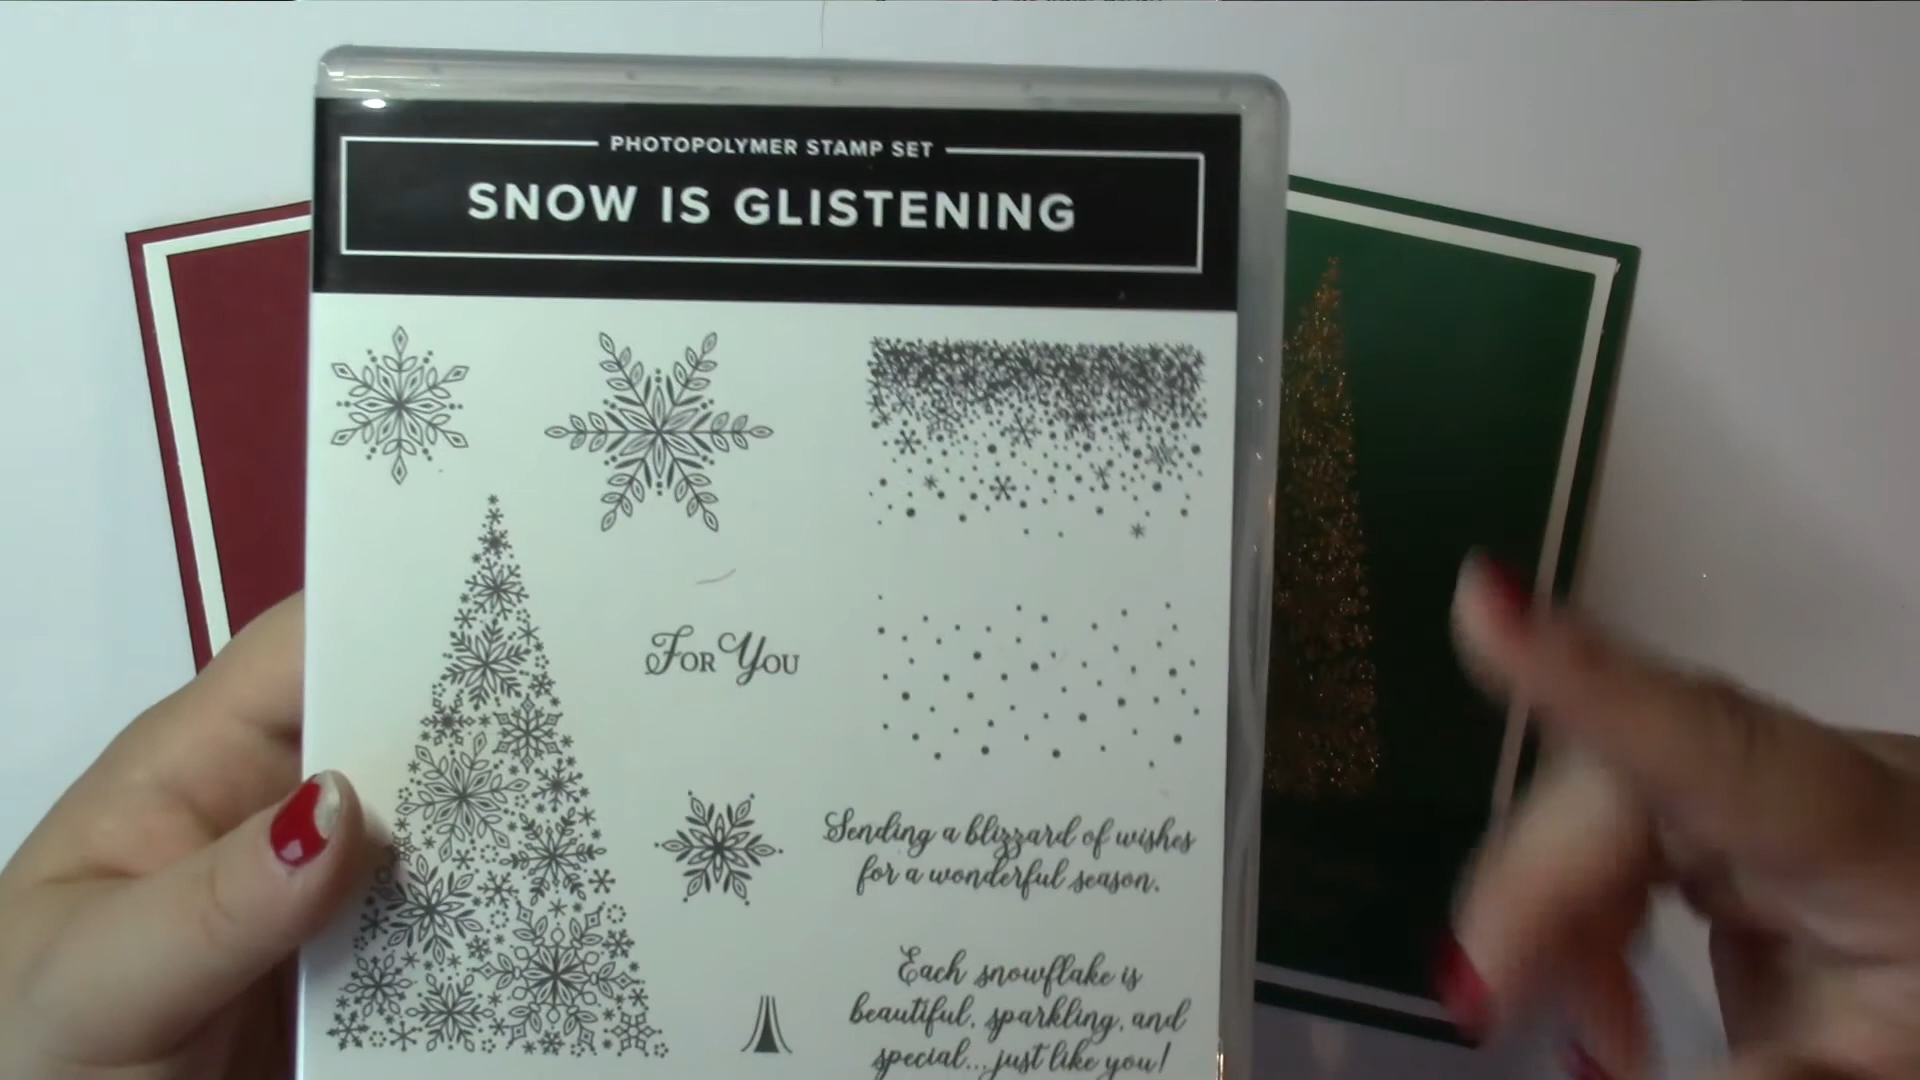 PHOTOPOLYMER STAMP SET
SNOW IS GLISTENING
FOR YOU
Sending a blizzard of wishes
for a wonderful season.
Each snowflake is
beautiful, sparkling, and
special...just like you!